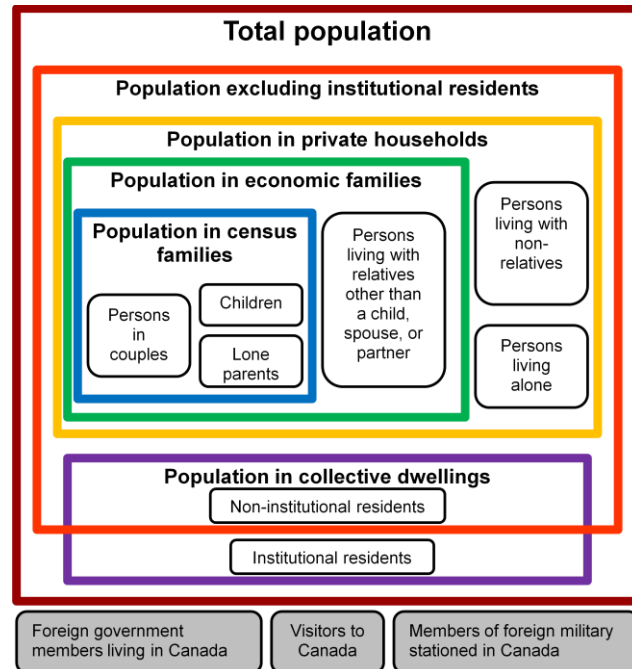 Total population
Population excluding institutional residents
Population in private households
Population in economic families
Population in census
families
Persons
in
couples
Children
Lone
parents
Persons
living with
relatives
other than
a child,
spouse, or
partner
Persons
living with
non-
relatives
Persons
living
alone
Population in collective dwellings
Non-institutional residents
Institutional residents
Foreign government
members living in Canada
Visitors to
Canada
Members of foreign military
stationed in Canada